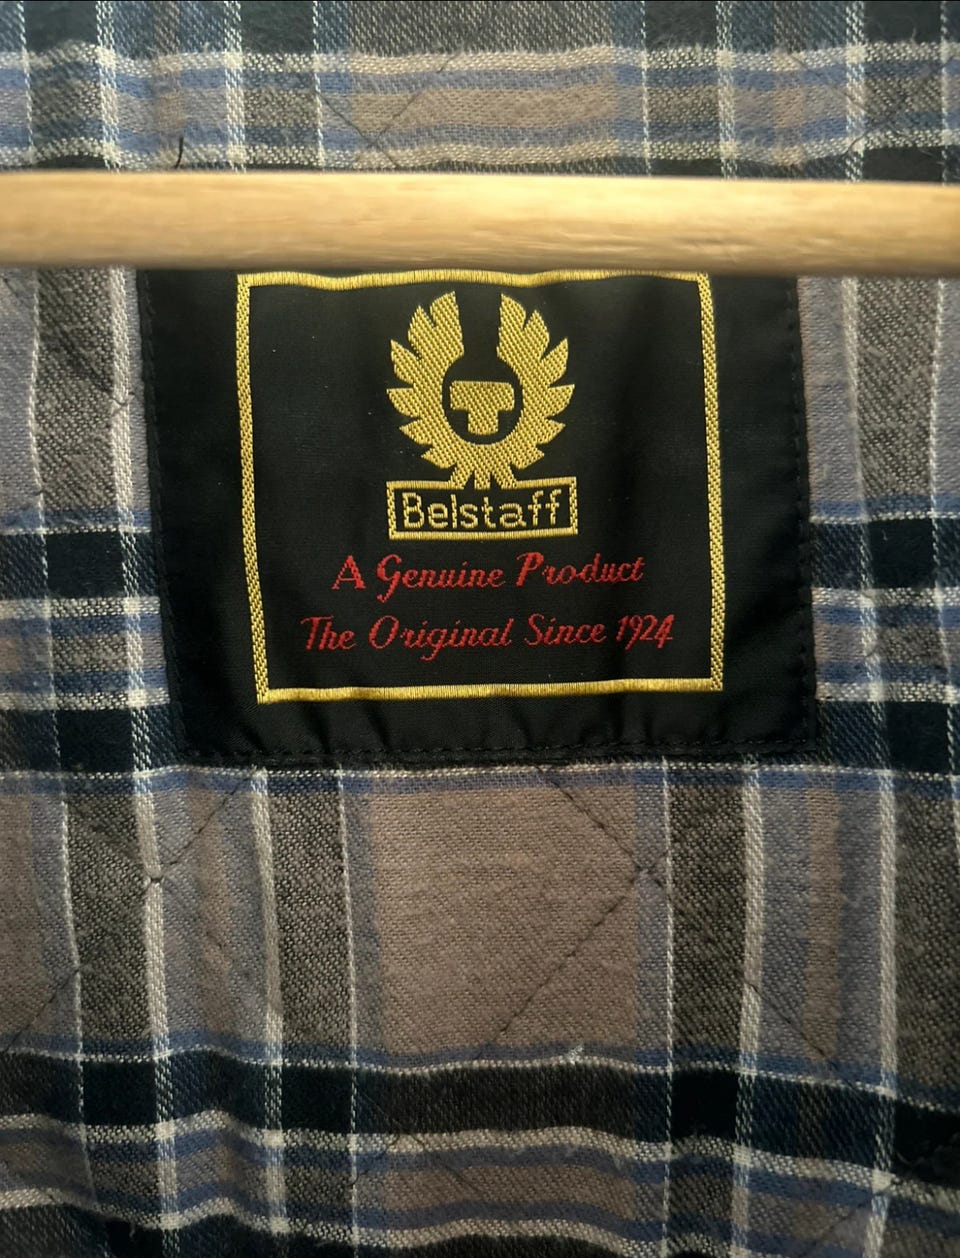 Belstaff
A Genuine Product
The Original Since 1924